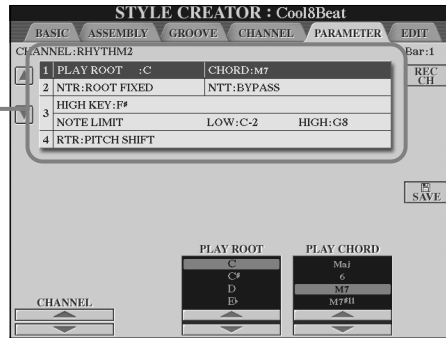 STYLE CREATOR : Cool8Beat
BASIC ASSEMBLY GROOVE CHANNEL PARAMETER EDIT
CHANNEL:RHYTHM2 Bar:1
1 PLAY ROOT :C CHORD:M7
REC CH
2 NTR:ROOT FIXED NTT:BYPASS
3 HIGH KEY:F#
NOTE LIMIT LOW:C-2 HIGH:G8
4 RTR:PITCH SHIFT
SAVE
PLAY ROOT PLAY CHORD
C Maj
C# 6
D M7
E♭ M7#11
CHANNEL